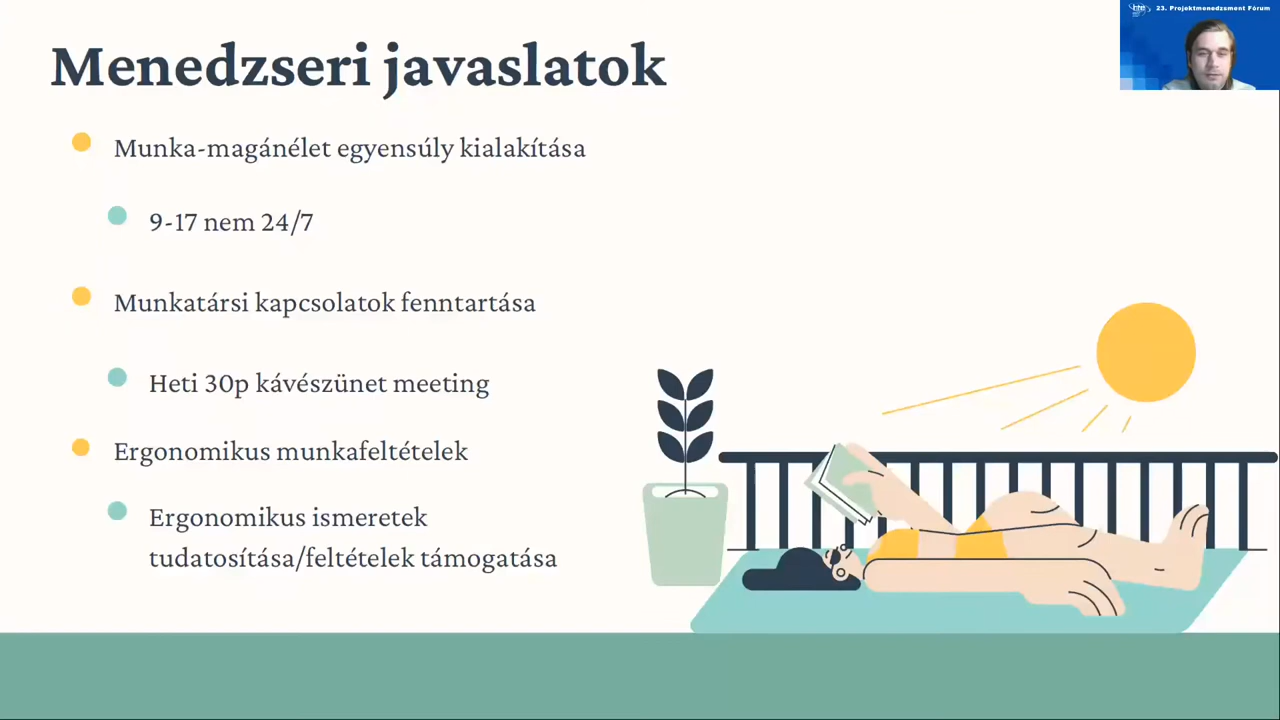 Menedzseri javaslatok
23. Projektmenedzsment Fórum
Munka-magánélet egyensúly kialakítása
9-17 nem 24/7
Munkatársi kapcsolatok fenntartása
Heti 30p kávészünet meeting
Ergonomikus munkafeltételek
Ergonomikus ismeretek
tudatosítása/feltételek támogatása